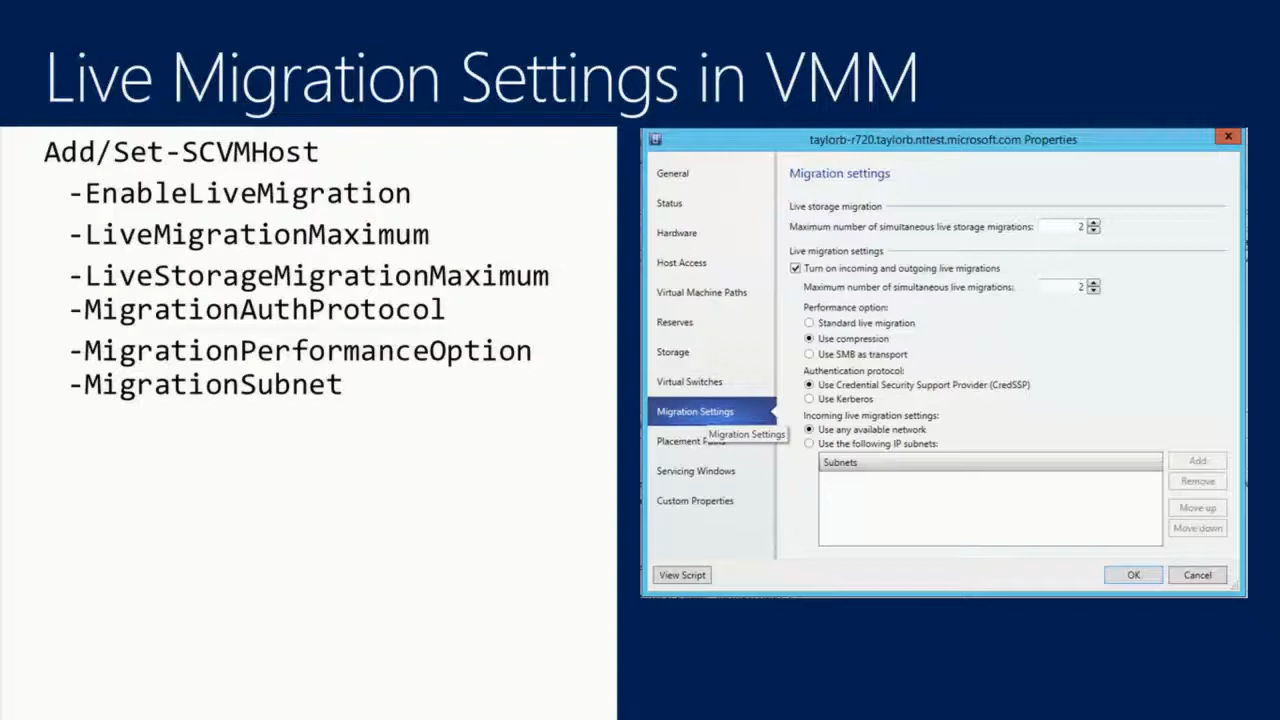 Live Migration Settings in VMM
Add/Set-SCVMHost
-EnableLiveMigration
-LiveMigrationMaximum
-LiveStorageMigrationMaximum
-MigrationAuthProtocol
-MigrationPerformanceOption
-MigrationSubnet
taylorb-r720.taylorb.nttest.microsoft.com Properties
General
Status
Hardware
Host Access
Virtual Machine Paths
Reserves
Storage
Virtual Switches
Migration Settings
Placement
Migration Settings
Servicing Windows
Custom Properties
Migration settings
Live storage migration
Maximum number of simultaneous live storage migrations: 2
Live migration settings
Turn on incoming and outgoing live migrations
Maximum number of simultaneous live migrations: 2
Performance option:
Standard live migration
Use compression
Use SMB as transport
Authentication protocol:
Use Credential Security Support Provider (CredSSP)
Use Kerberos
Incoming live migration settings:
Use any available network
Use the following IP subnets:
Subnets
Add
Remove
Move up
Move down
View Script
OK
Cancel